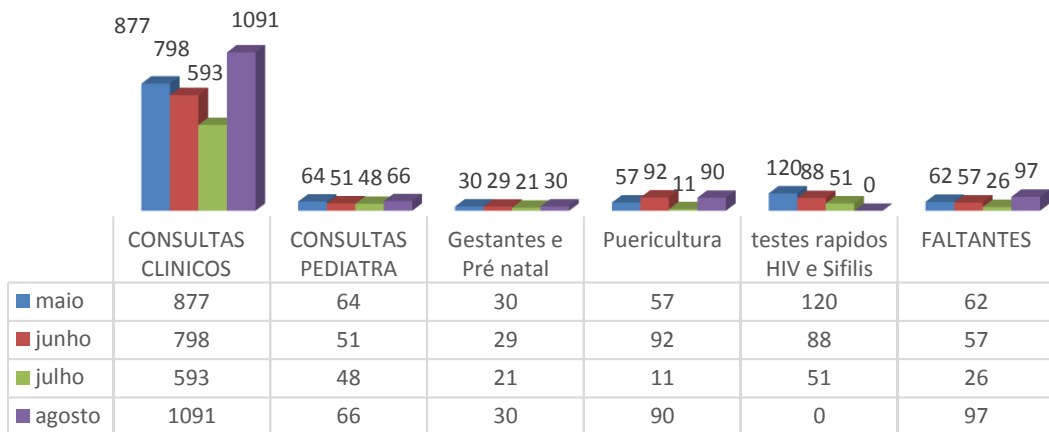 877 798 593 1091
64 51 48 66
30 29 21 30
57 92 11 90
120 88 51 0
62 57 26 97
CONSULTAS CLINICOS
CONSULTAS PEDIATRA
Gestantes e Pré natal
Puericultura
testes rapidos HIV e Sifilis
FALTANTES
maio 877 64 30 57 120 62
junho 798 51 29 92 88 57
julho 593 48 21 11 51 26
agosto 1091 66 30 90 0 97